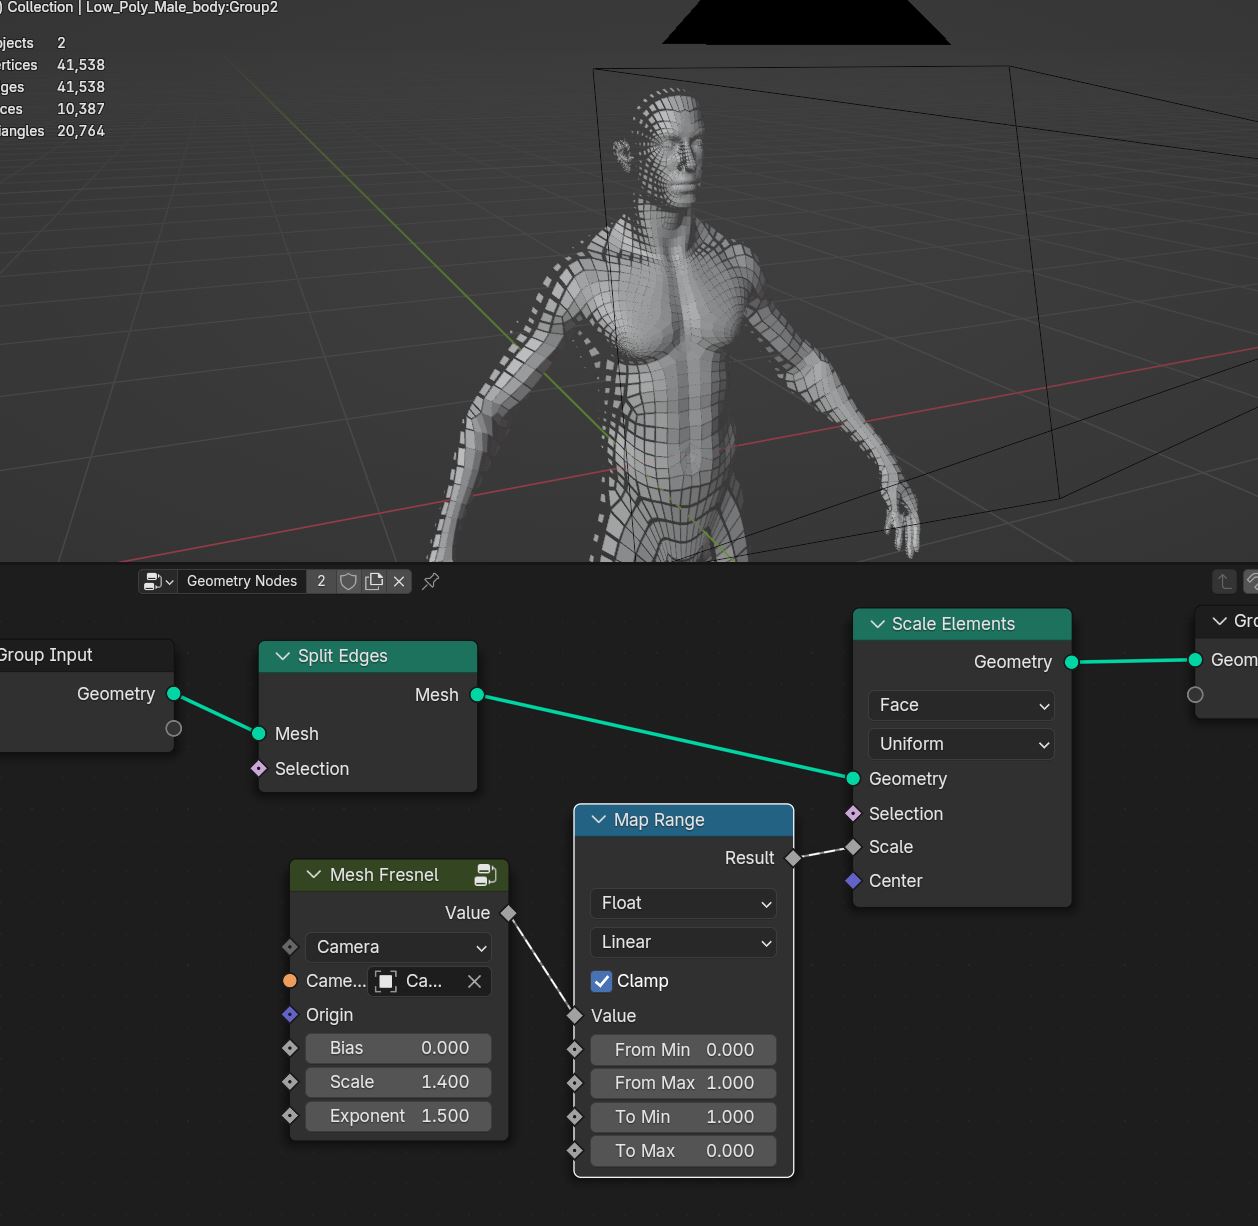 ) Collection | Low_Poly_Male_body:Group2
jects 2
rtices 41,538
ges 41,538
ces 10,387
iangles 20,764
Geometry Nodes 2
Group Input
Geometry
Split Edges
Mesh
Mesh
Selection
Scale Elements
Geometry
Face
Uniform
Geometry
Selection
Scale
Center
Gro
Geom
Map Range
Result
Float
Linear
Clamp
Value
From Min 0.000
From Max 1.000
To Min 1.000
To Max 0.000
Mesh Fresnel
Value
Camera
Came... Ca...
Origin
Bias 0.000
Scale 1.400
Exponent 1.500